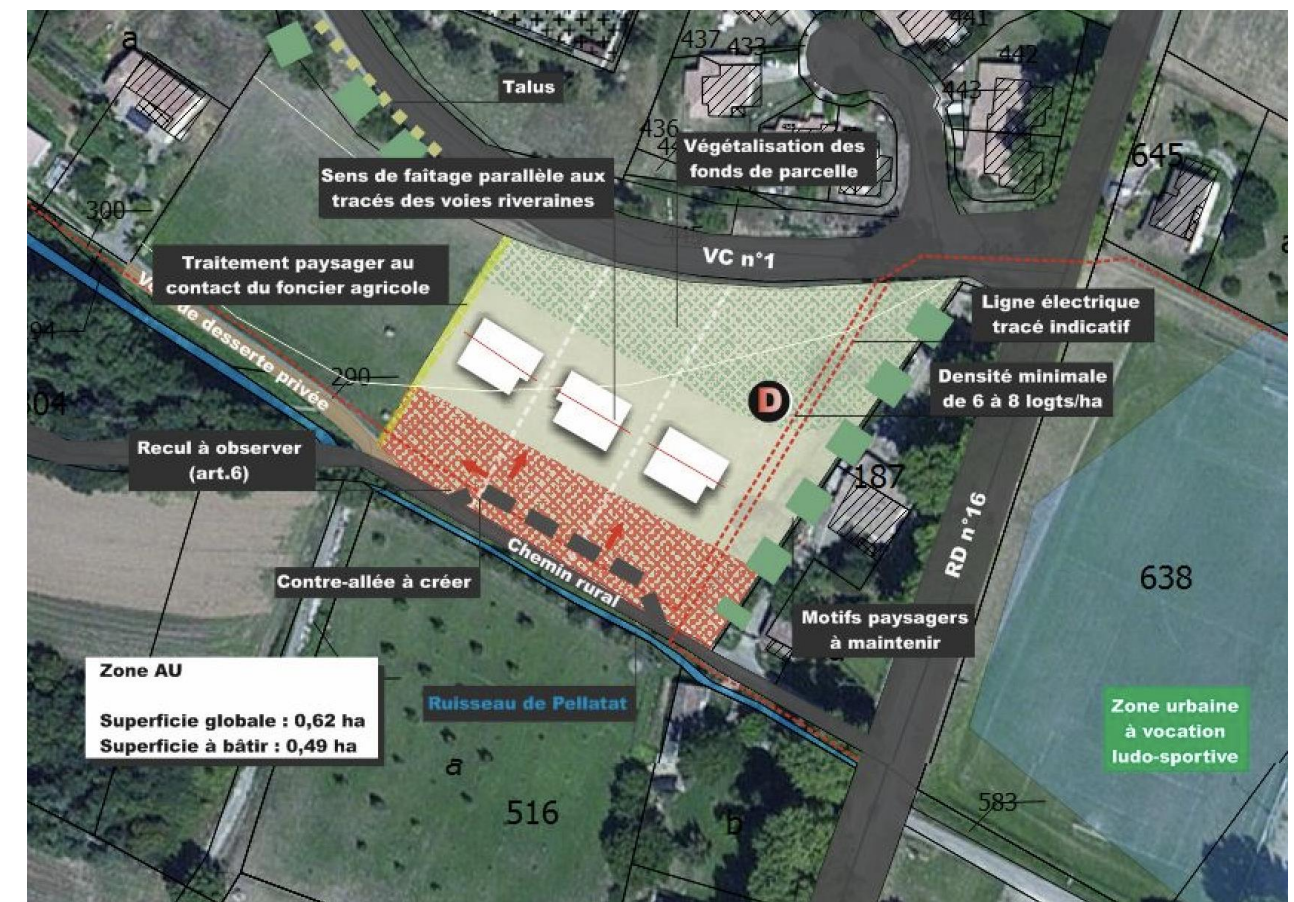 a
441
437
433
442
443
Talus
436
Végétalisation des
fonds de parcelle
645
Sens de faîtage parallèle aux
tracés des voies riveraines
300
VC n°1
Traitement paysager au
contact du foncier agricole
Ligne électrique
tracé indicatif
de desserte privée
290
Densité minimale
de 6 à 8 logts/ha
D
Recul à observer
(art.6)
187
RD n°16
Chemin rural
Contre-allée à créer
638
Motifs paysagers
à maintenir
Zone AU
Superficie globale : 0,62 ha
Superficie à bâtir : 0,49 ha
Ruisseau de Pellatat
Zone urbaine
à vocation
ludo-sportive
a
516
583
b